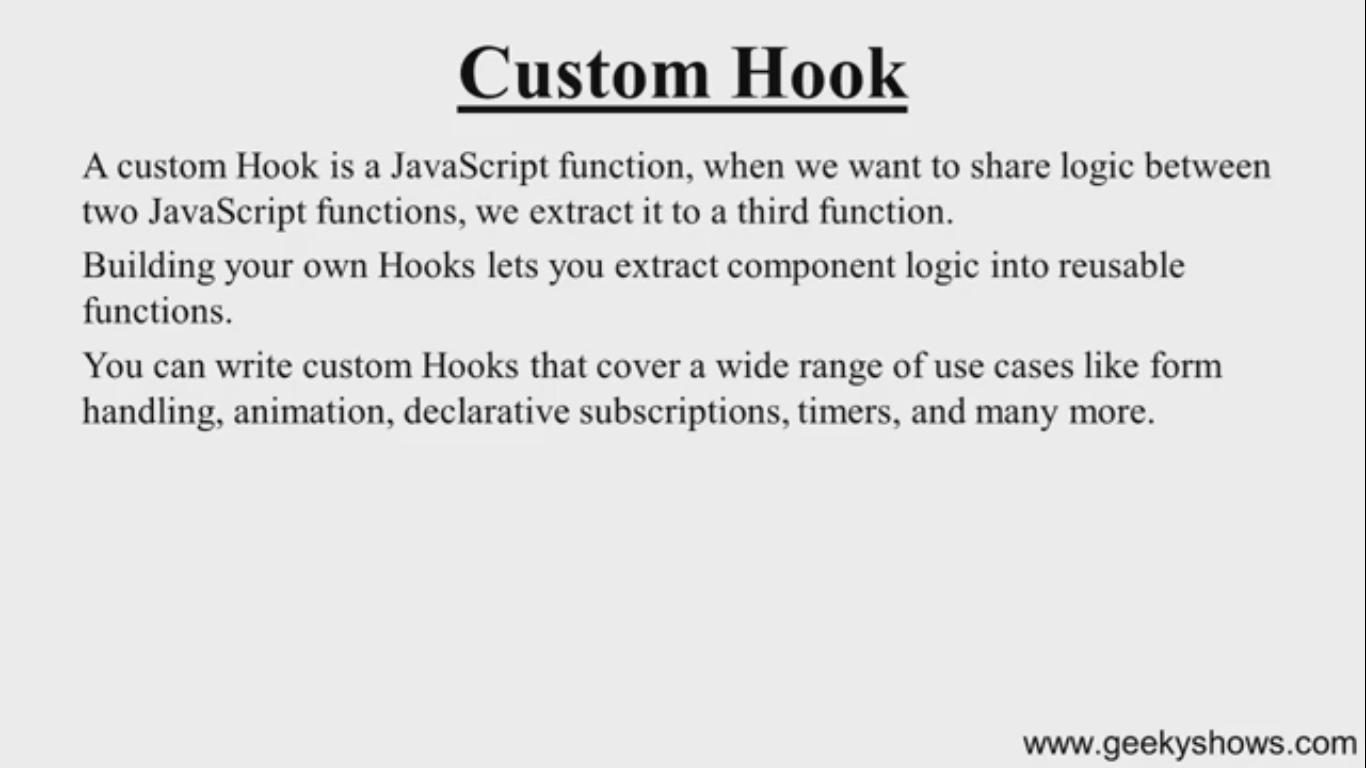 Custom Hook
A custom Hook is a JavaScript function, when we want to share logic between
two JavaScript functions, we extract it to a third function.
Building your own Hooks lets you extract component logic into reusable
functions.
You can write custom Hooks that cover a wide range of use cases like form
handling, animation, declarative subscriptions, timers, and many more.
www.geekyshows.com